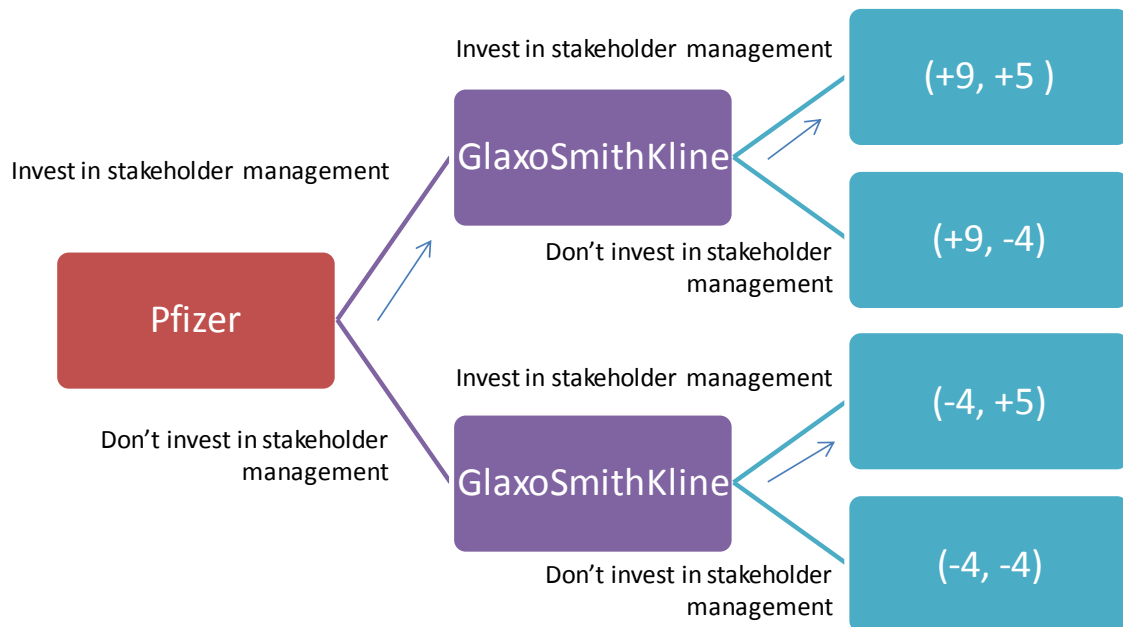 Invest in stakeholder management
(+9, +5 )
GlaxoSmithKline
Invest in stakeholder management
(+9, -4)
Don’t invest in stakeholder
management
Pfizer
Invest in stakeholder management
(-4, +5)
Don’t invest in stakeholder
management
GlaxoSmithKline
(-4, -4)
Don’t invest in stakeholder
management